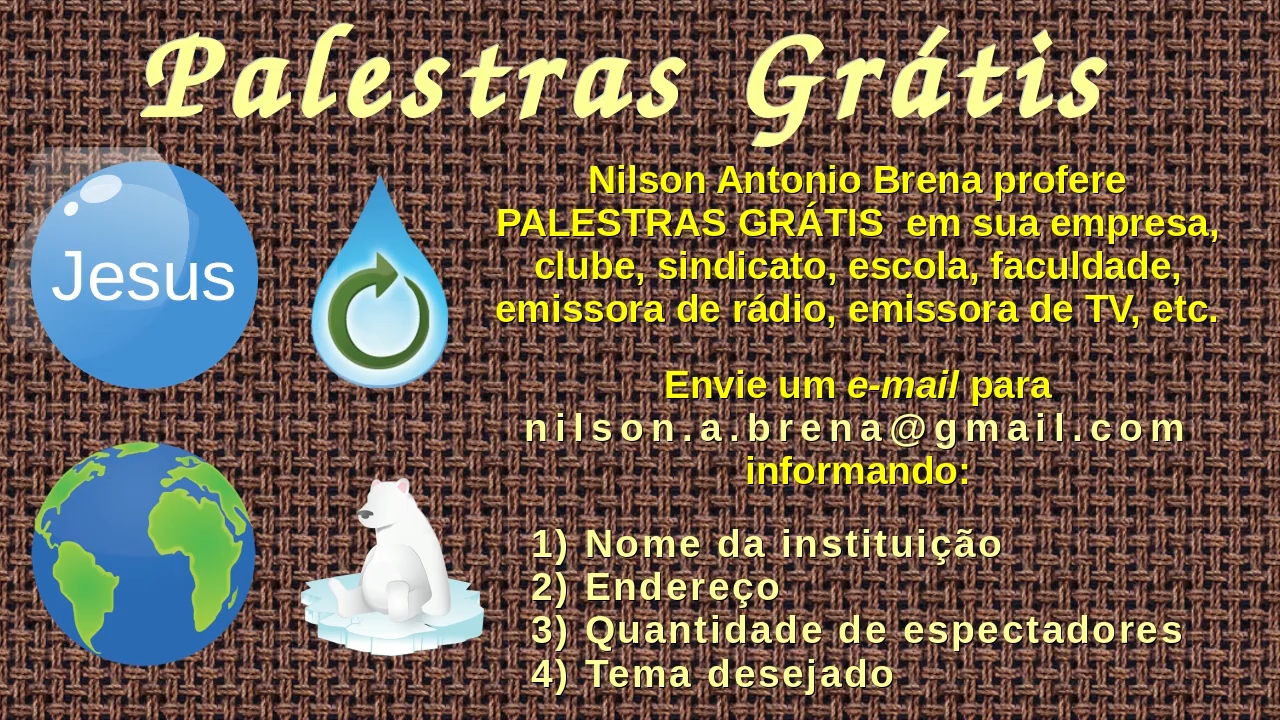 Palestras Grátis
Jesus
Nilson Antonio Brena profere
PALESTRAS GRÁTIS em sua empresa,
clube, sindicato, escola, faculdade,
emissora de rádio, emissora de TV, etc.
Envie um e-mail para
nilson.a.brena@gmail.com
informando:
1) Nome da instituição
2) Endereço
3) Quantidade de espectadores
4) Tema desejado